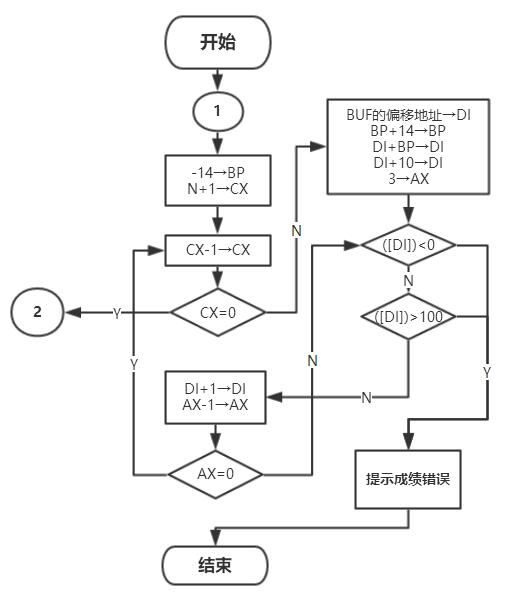 开始
1
-14→BP
N+1→CX
BUF的偏移地址→DI
BP+14→BP
DI+BP→DI
DI+10→DI
3→AX
CX-1→CX
N
([DI])<0
N
2
Y
CX=0
([DI])>100
Y
N
Y
DI+1→DI
AX-1→AX
N
AX=0
提示成绩错误
结束